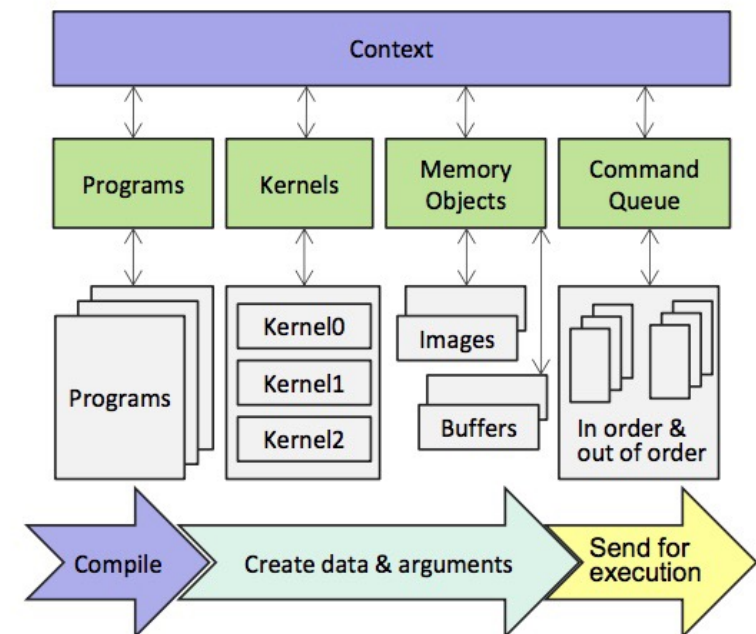 Context
Programs
Kernels
Memory
Objects
Command
Queue
Programs
Kernel0
Kernel1
Kernel2
Images
Buffers
In order &
out of order
Compile
Create data & arguments
Send for
execution